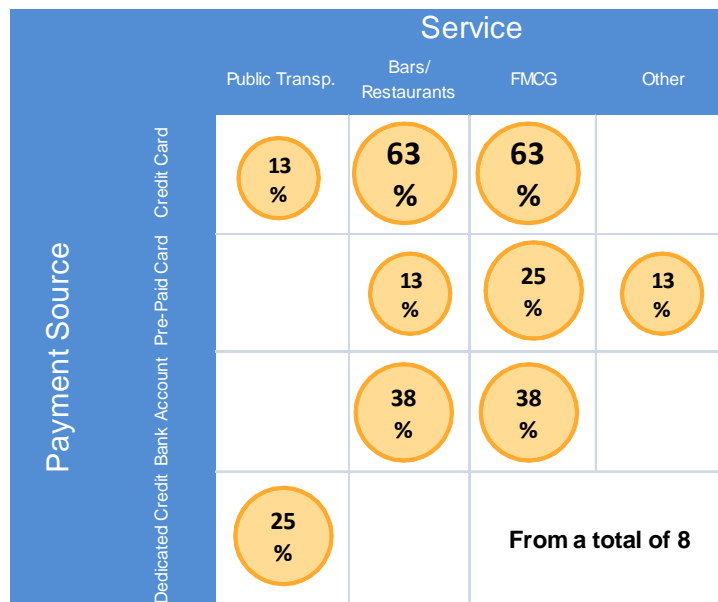 Service
Public Transp.
Bars/
Restaurants
FMCG
Other
Payment Source
Credit Card
13
%
63
%
63
%
Pre-Paid Card
13
%
25
%
13
%
Bank Account
38
%
38
%
Dedicated Credit
25
%
From a total of 8